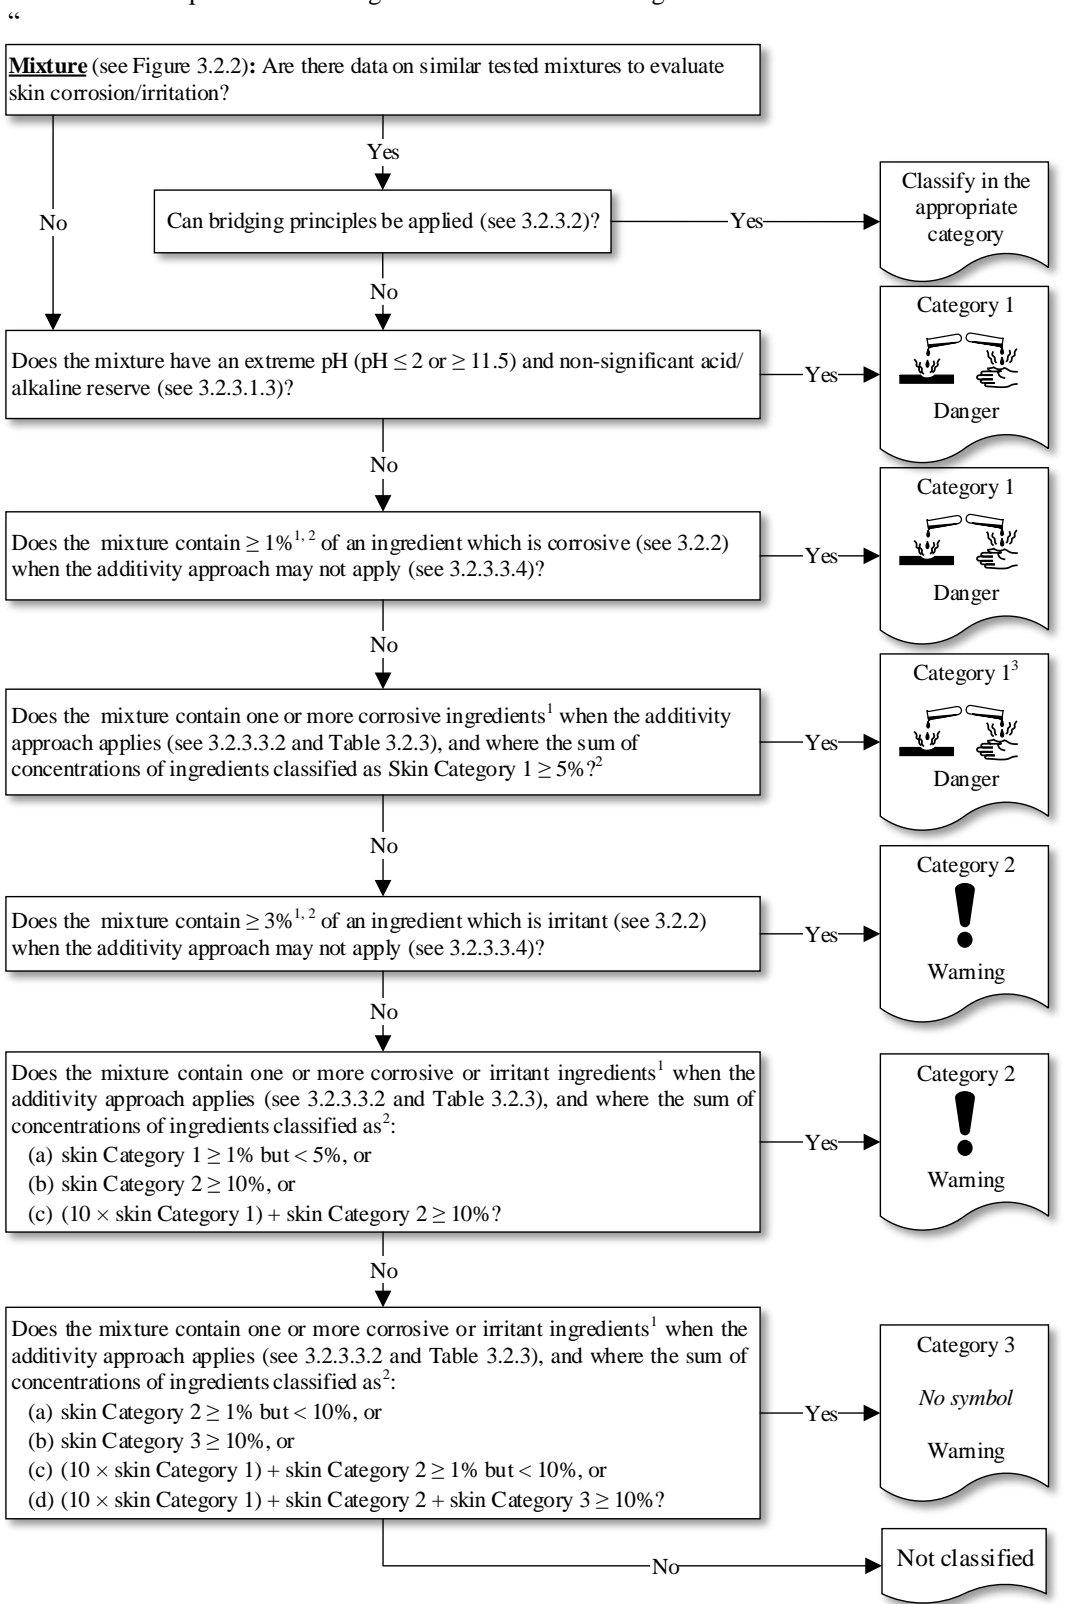 “
Mixture (see Figure 3.2.2): Are there data on similar tested mixtures to evaluate
skin corrosion/irritation?
Yes
No
Can bridging principles be applied (see 3.2.3.2)?
Yes
Classify in the
appropriate
category
No
Does the mixture have an extreme pH (pH ≤ 2 or ≥ 11.5) and non-significant acid/
alkaline reserve (see 3.2.3.1.3)?
Yes
Category 1
Danger
No
Does the mixture contain ≥ 1%1, 2 of an ingredient which is corrosive (see 3.2.2)
when the additivity approach may not apply (see 3.2.3.3.4)?
Yes
Category 1
Danger
No
Does the mixture contain one or more corrosive ingredients1 when the additivity
approach applies (see 3.2.3.3.2 and Table 3.2.3), and where the sum of
concentrations of ingredients classified as Skin Category 1 ≥ 5%?2
Yes
Category 13
Danger
No
Does the mixture contain ≥ 3%1, 2 of an ingredient which is irritant (see 3.2.2)
when the additivity approach may not apply (see 3.2.3.3.4)?
Yes
Category 2
Warning
No
Does the mixture contain one or more corrosive or irritant ingredients1 when the
additivity approach applies (see 3.2.3.3.2 and Table 3.2.3), and where the sum of
concentrations of ingredients classified as2:
(a) skin Category 1 ≥ 1% but < 5%, or
(b) skin Category 2 ≥ 10%, or
(c) (10 × skin Category 1) + skin Category 2 ≥ 10%?
Yes
Category 2
Warning
No
Does the mixture contain one or more corrosive or irritant ingredients1 when the
additivity approach applies (see 3.2.3.3.2 and Table 3.2.3), and where the sum of
concentrations of ingredients classified as2:
(a) skin Category 2 ≥ 1% but < 10%, or
(b) skin Category 3 ≥ 10%, or
(c) (10 × skin Category 1) + skin Category 2 ≥ 1% but < 10%, or
(d) (10 × skin Category 1) + skin Category 2 + skin Category 3 ≥ 10%?
Yes
Category 3
No symbol
Warning
No
Not classified